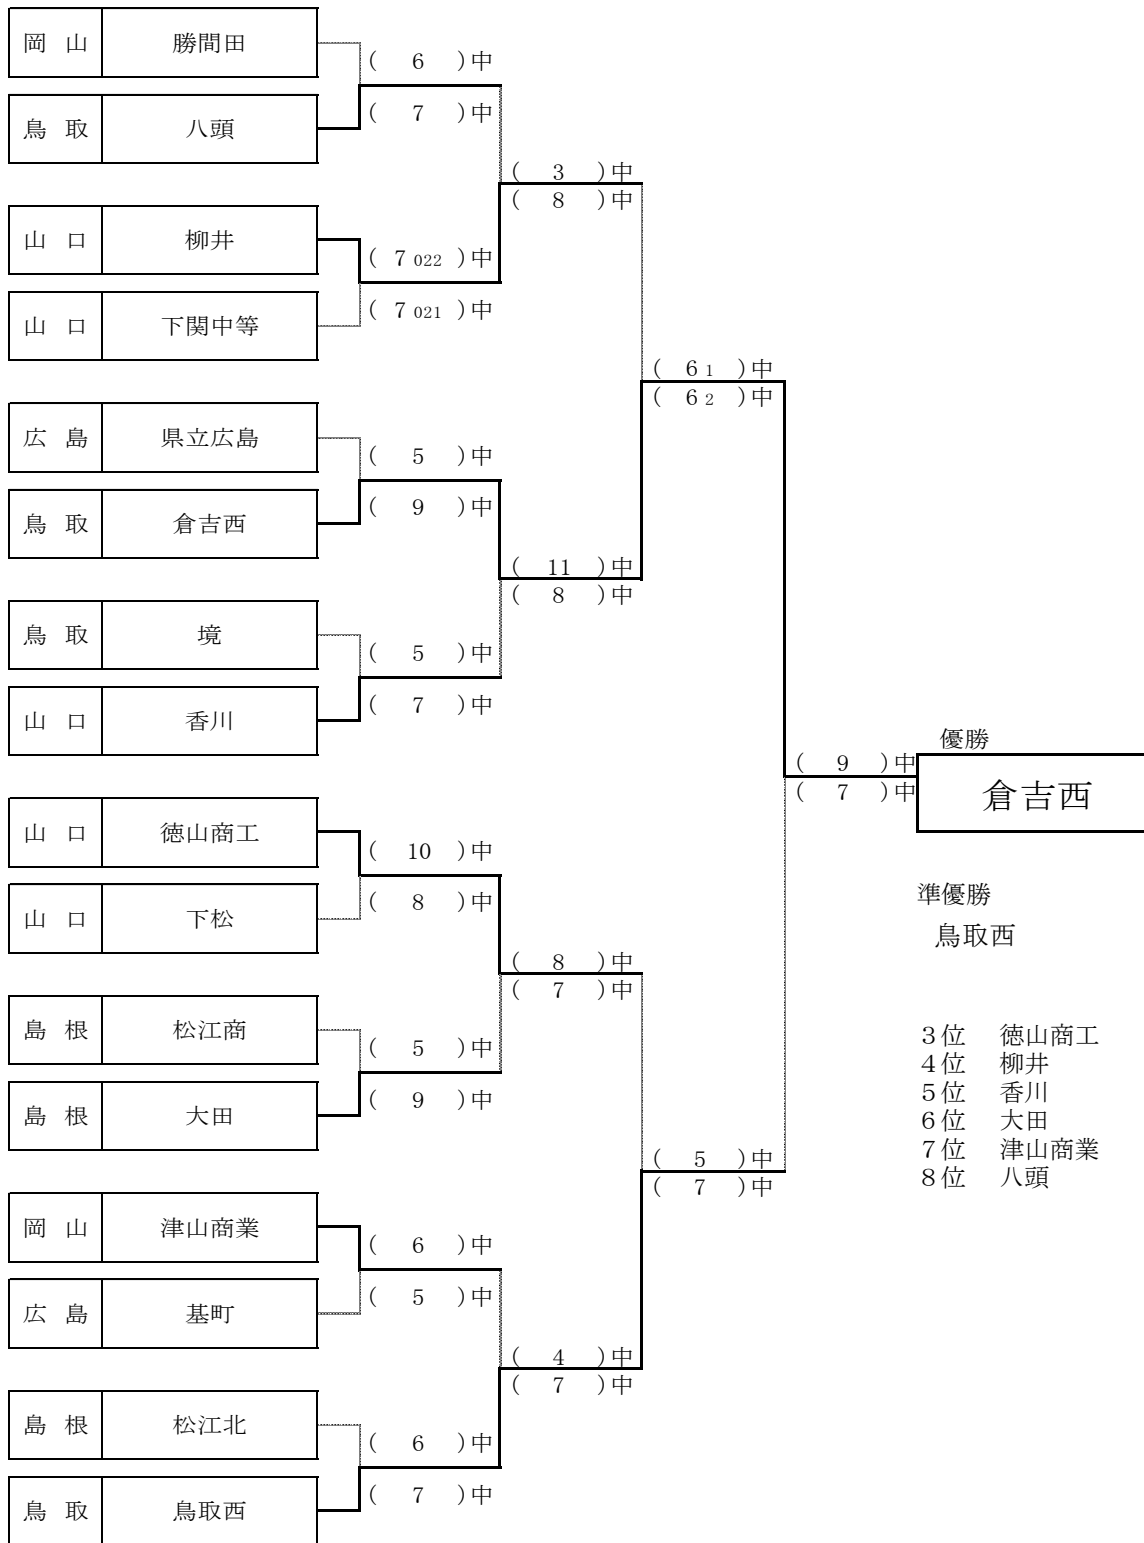 岡 山 勝間田
( 6 )中
鳥 取 八頭
( 7 )中
( 3 )中
( 8 )中
山 口 柳井
( 7 022 )中
山 口 下関中等
( 7 021 )中
( 6 1 )中
( 6 2 )中
広 島 県立広島
( 5 )中
鳥 取 倉吉西
( 9 )中
( 11 )中
( 8 )中
鳥 取 境
( 5 )中
山 口 香川
( 7 )中
優勝
( 9 )中
( 7 )中
倉吉西
山 口 徳山商工
( 10 )中
山 口 下松
( 8 )中
準優勝
鳥取西
( 8 )中
( 7 )中
島 根 松江商
( 5 )中
島 根 大田
( 9 )中
3位 徳山商工
4位 柳井
5位 香川
6位 大田
7位 津山商業
8位 八頭
( 5 )中
( 7 )中
岡 山 津山商業
( 6 )中
広 島 基町
( 5 )中
( 4 )中
( 7 )中
島 根 松江北
( 6 )中
鳥 取 鳥取西
( 7 )中